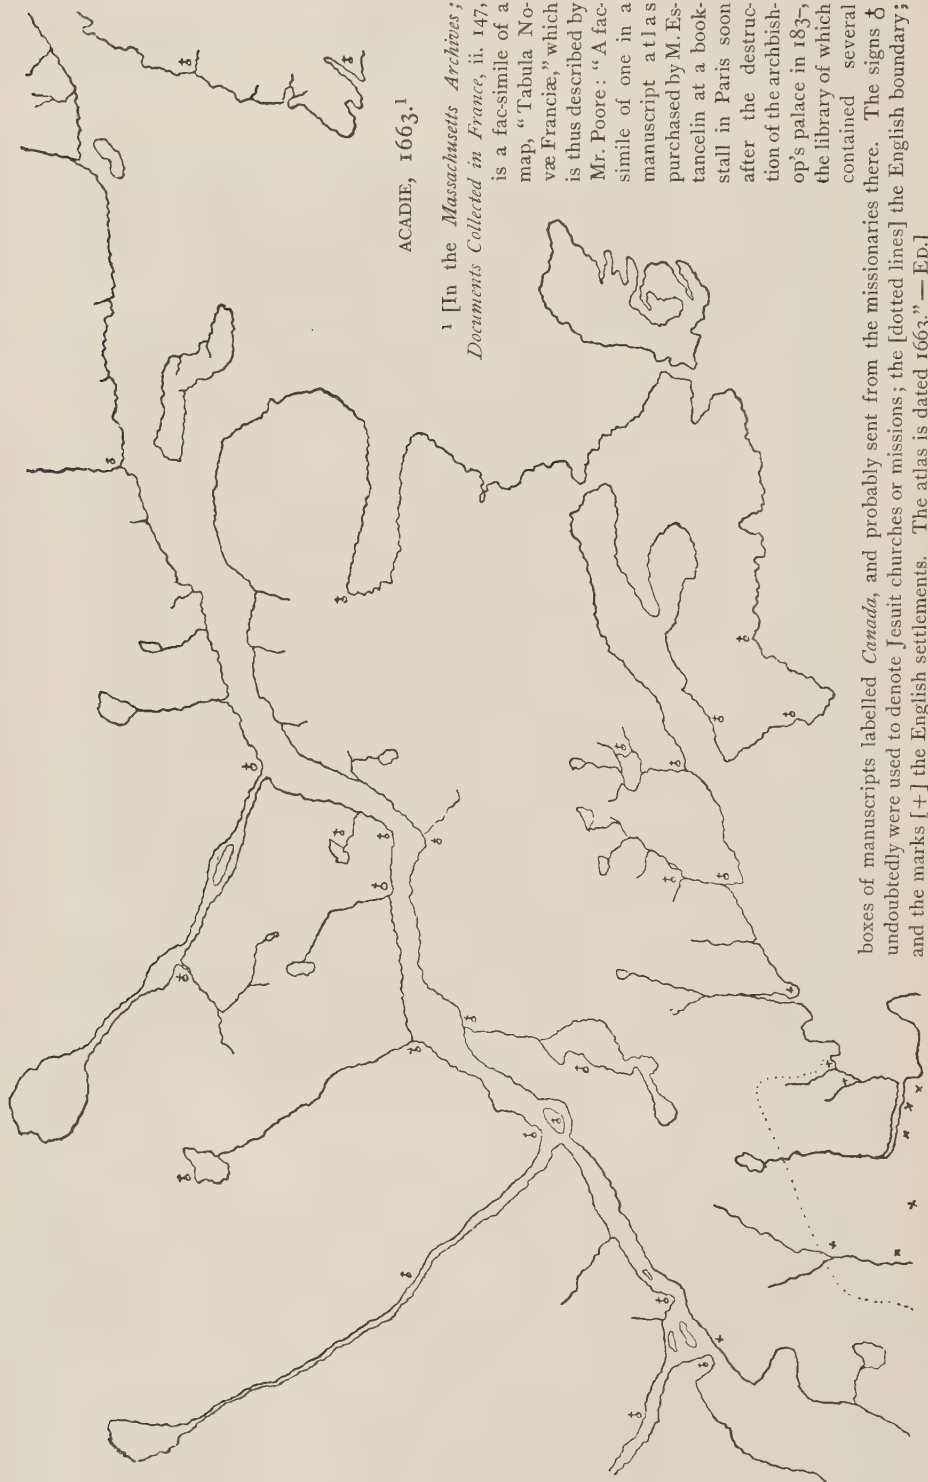 ACADIE, 1663.¹
¹ [In the Massachusetts Archives;
Documents Collected in France, ii. 147,
is a fac-simile of a
map, “Tabula No-
væ Franciæ,” which
is thus described by
Mr. Poore: “A fac-
simile of one in a
manuscript atlas
purchased by M. Es-
tancelin at a book-
stall in Paris soon
after the destruc-
tion of the archbish-
op's palace in 183-,
the library of which
contained several
boxes of manuscripts labelled Canada, and probably sent from the missionaries there. The signs ♁
undoubtedly were used to denote Jesuit churches or missions; the [dotted lines] the English boundary;
and the marks [+] the English settlements. The atlas is dated 1663.” — ED.]